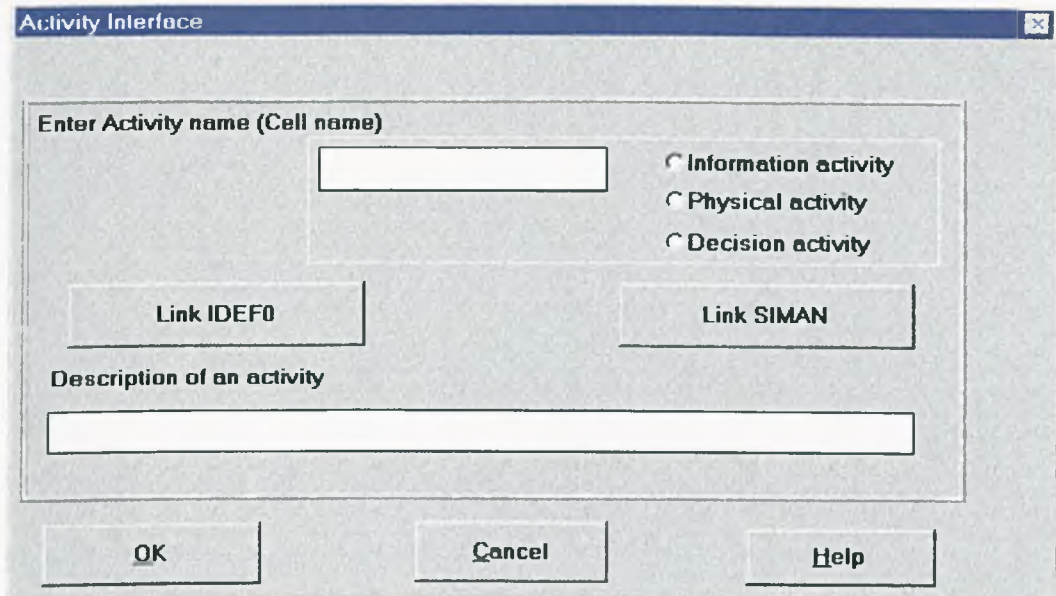 Activity Interface
Enter Activity name (Cell name)
Information activity
Physical activity
Decision activity
Link IDEF0
Link SIMAN
Description of an activity
OK
Cancel
Help